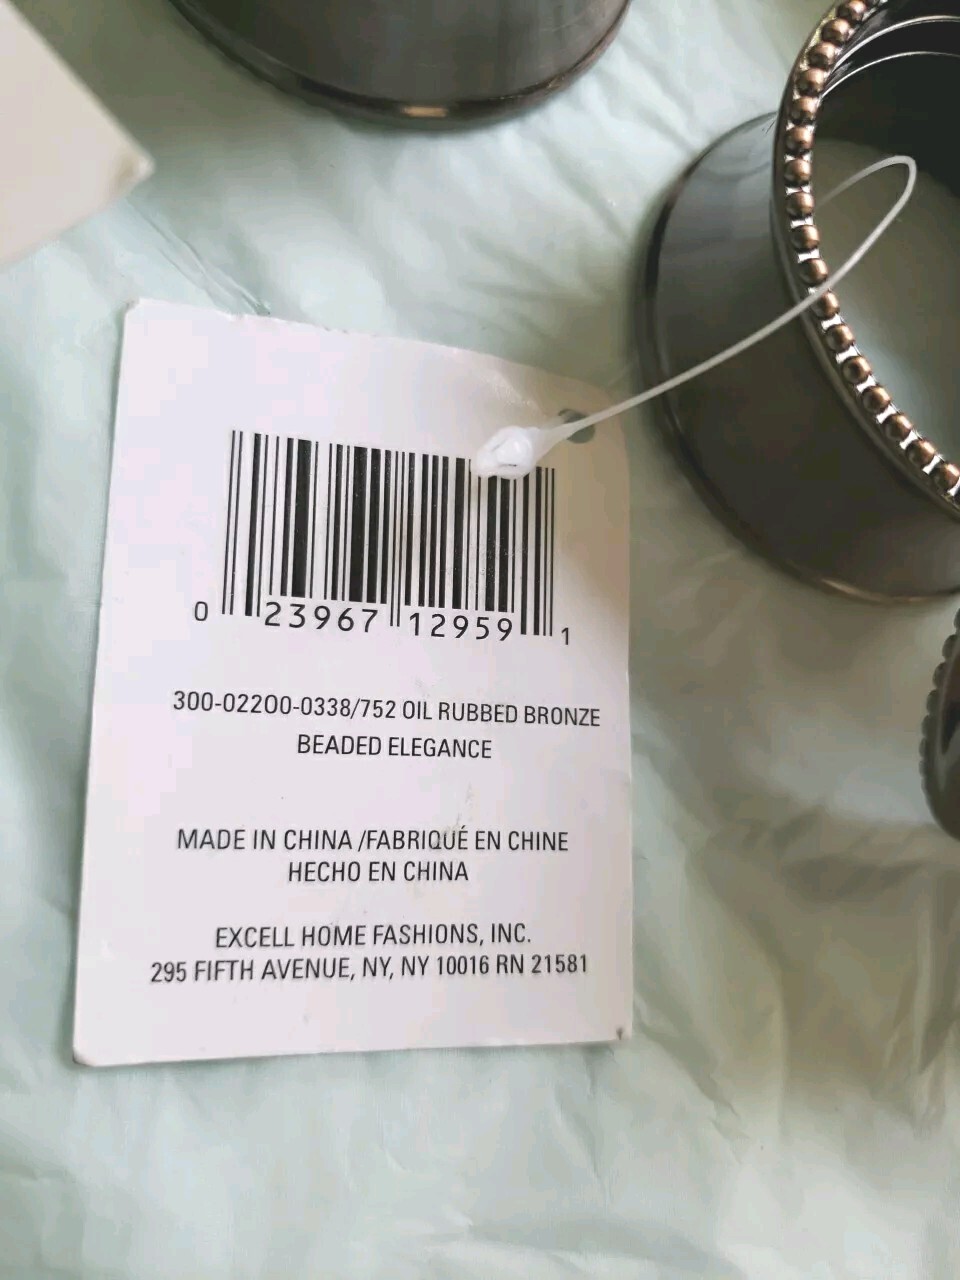 0 23967 12959 1
300-02200-0338/752 OIL RUBBED BRONZE
BEADED ELEGANCE
MADE IN CHINA /FABRIQUÉ EN CHINE
HECHO EN CHINA
EXCELL HOME FASHIONS, INC.
295 FIFTH AVENUE, NY, NY 10016 RN 21581